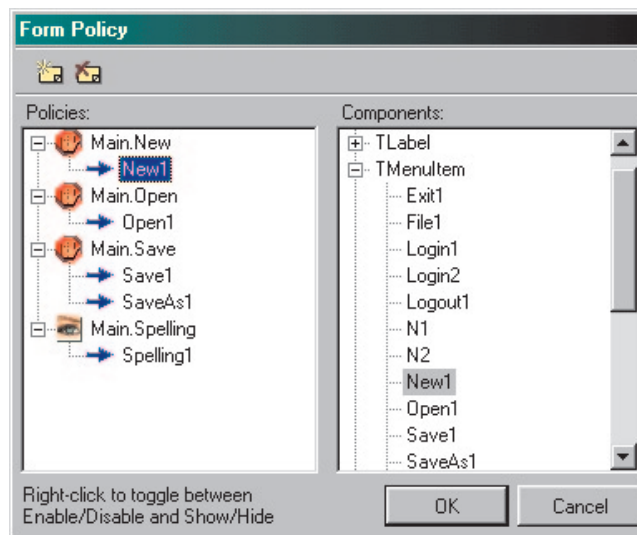 Form Policy
Policies:
Main.New
New1
Main.Open
Open1
Main.Save
Save1
SaveAs1
Main.Spelling
Spelling1
Components:
TLabel
TMenuItem
Exit1
File1
Login1
Login2
Logout1
N1
N2
New1
Open1
Save1
SaveAs1
Right-click to toggle between
Enable/Disable and Show/Hide
OK
Cancel